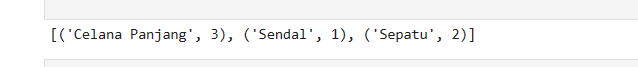 [('Celana Panjang', 3), ('Sendal', 1), ('Sepatu', 2)]